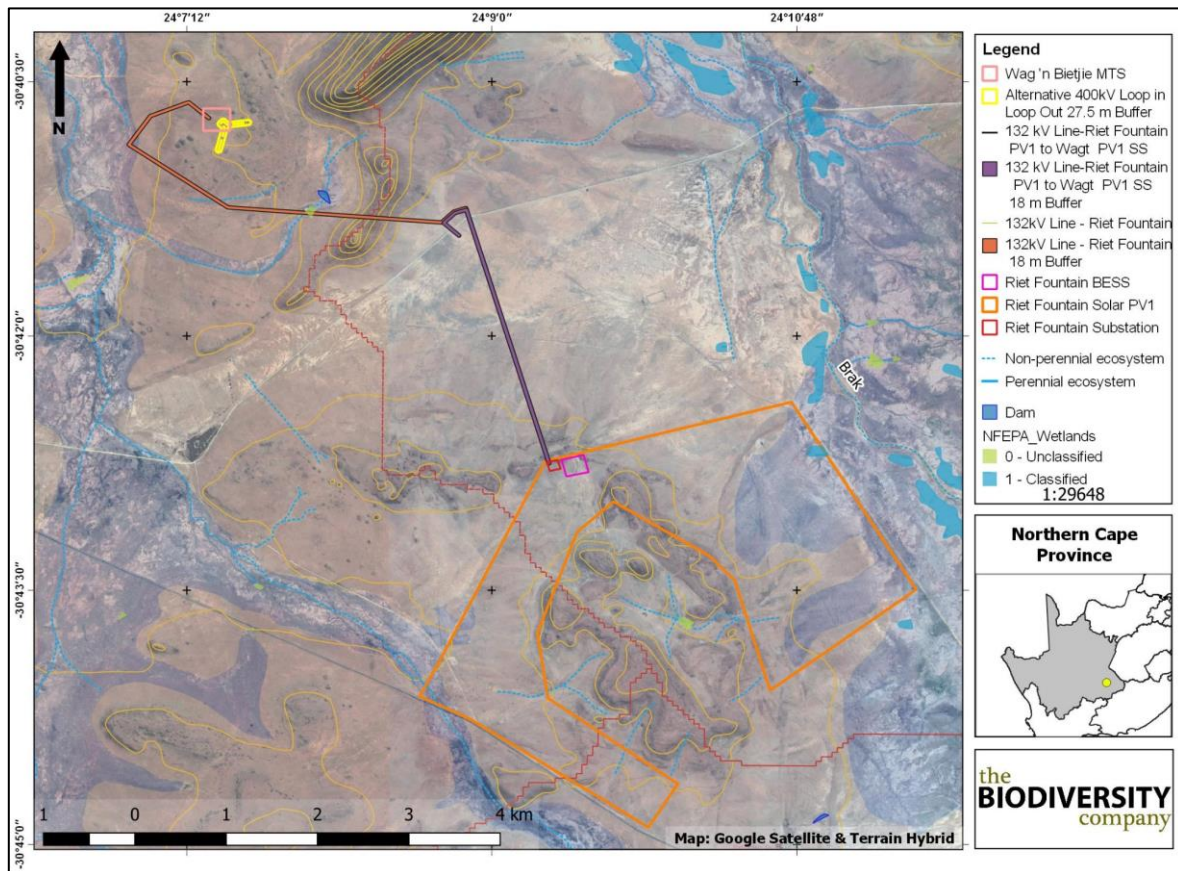 24°7'12"
24°9'0"
24°10'48"
-30°40'30"
-30°42'0"
-30°43'30"
-30°45'0"
N
Brak
1 0 1 2 3 4 km
Map: Google Satellite & Terrain Hybrid
Legend
Wag 'n Bietjie MTS
Alternative 400kV Loop in
Loop Out 27.5 m Buffer
132 kV Line-Riet Fountain
PV1 to Wagt PV1 SS
132 kV Line-Riet Fountain
PV1 to Wagt PV1 SS
18 m Buffer
132kV Line - Riet Fountain
132kV Line - Riet Fountain
18 m Buffer
Riet Fountain BESS
Riet Fountain Solar PV1
Riet Fountain Substation
Non-perennial ecosystem
Perennial ecosystem
Dam
NFEPA_Wetlands
0 - Unclassified
1 - Classified
1:29648
Northern Cape
Province
the
BIODIVERSITY
company